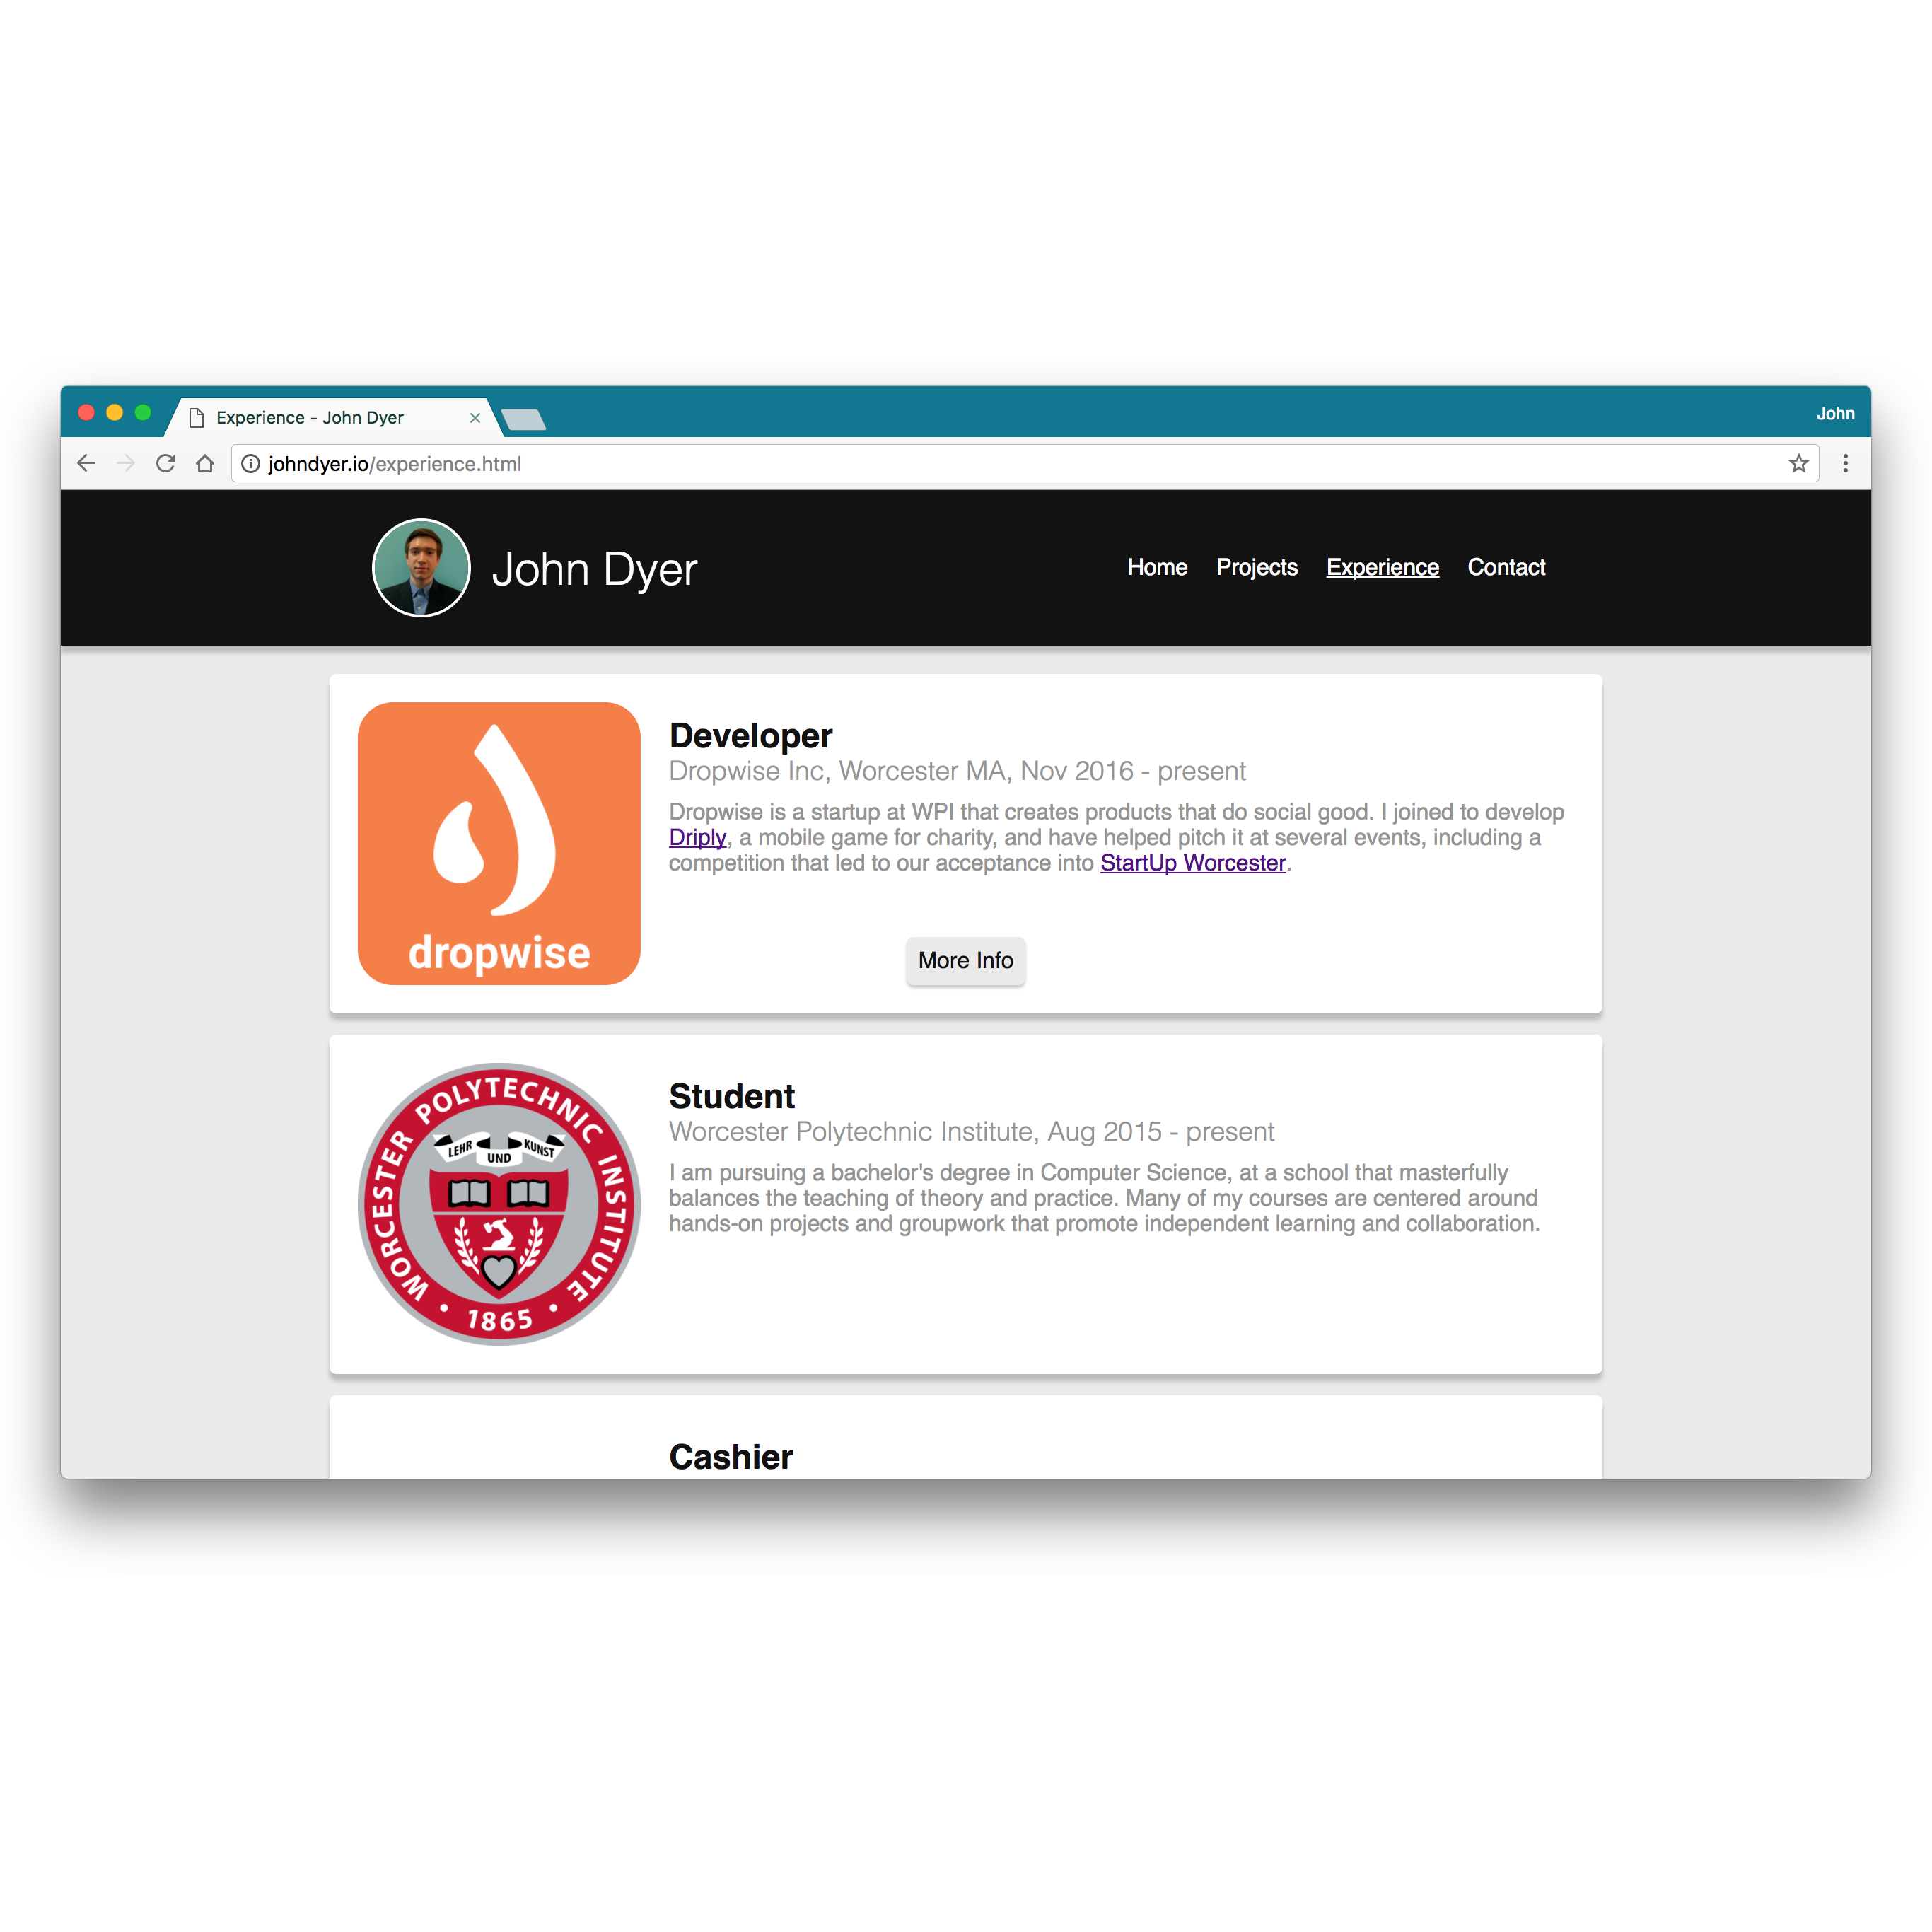 Experience - John Dyer
John
johndyer.io/experience.html
John Dyer
Home Projects Experience Contact
dropwise
Developer
Dropwise Inc, Worcester MA, Nov 2016 - present
Dropwise is a startup at WPI that creates products that do social good. I joined to develop
Driply, a mobile game for charity, and have helped pitch it at several events, including a
competition that led to our acceptance into StartUp Worcester.
More Info
WORCESTER POLYTECHNIC INSTITUTE
LEHR UND KUNST
1865
Student
Worcester Polytechnic Institute, Aug 2015 - present
I am pursuing a bachelor's degree in Computer Science, at a school that masterfully
balances the teaching of theory and practice. Many of my courses are centered around
hands-on projects and groupwork that promote independent learning and collaboration.
Cashier